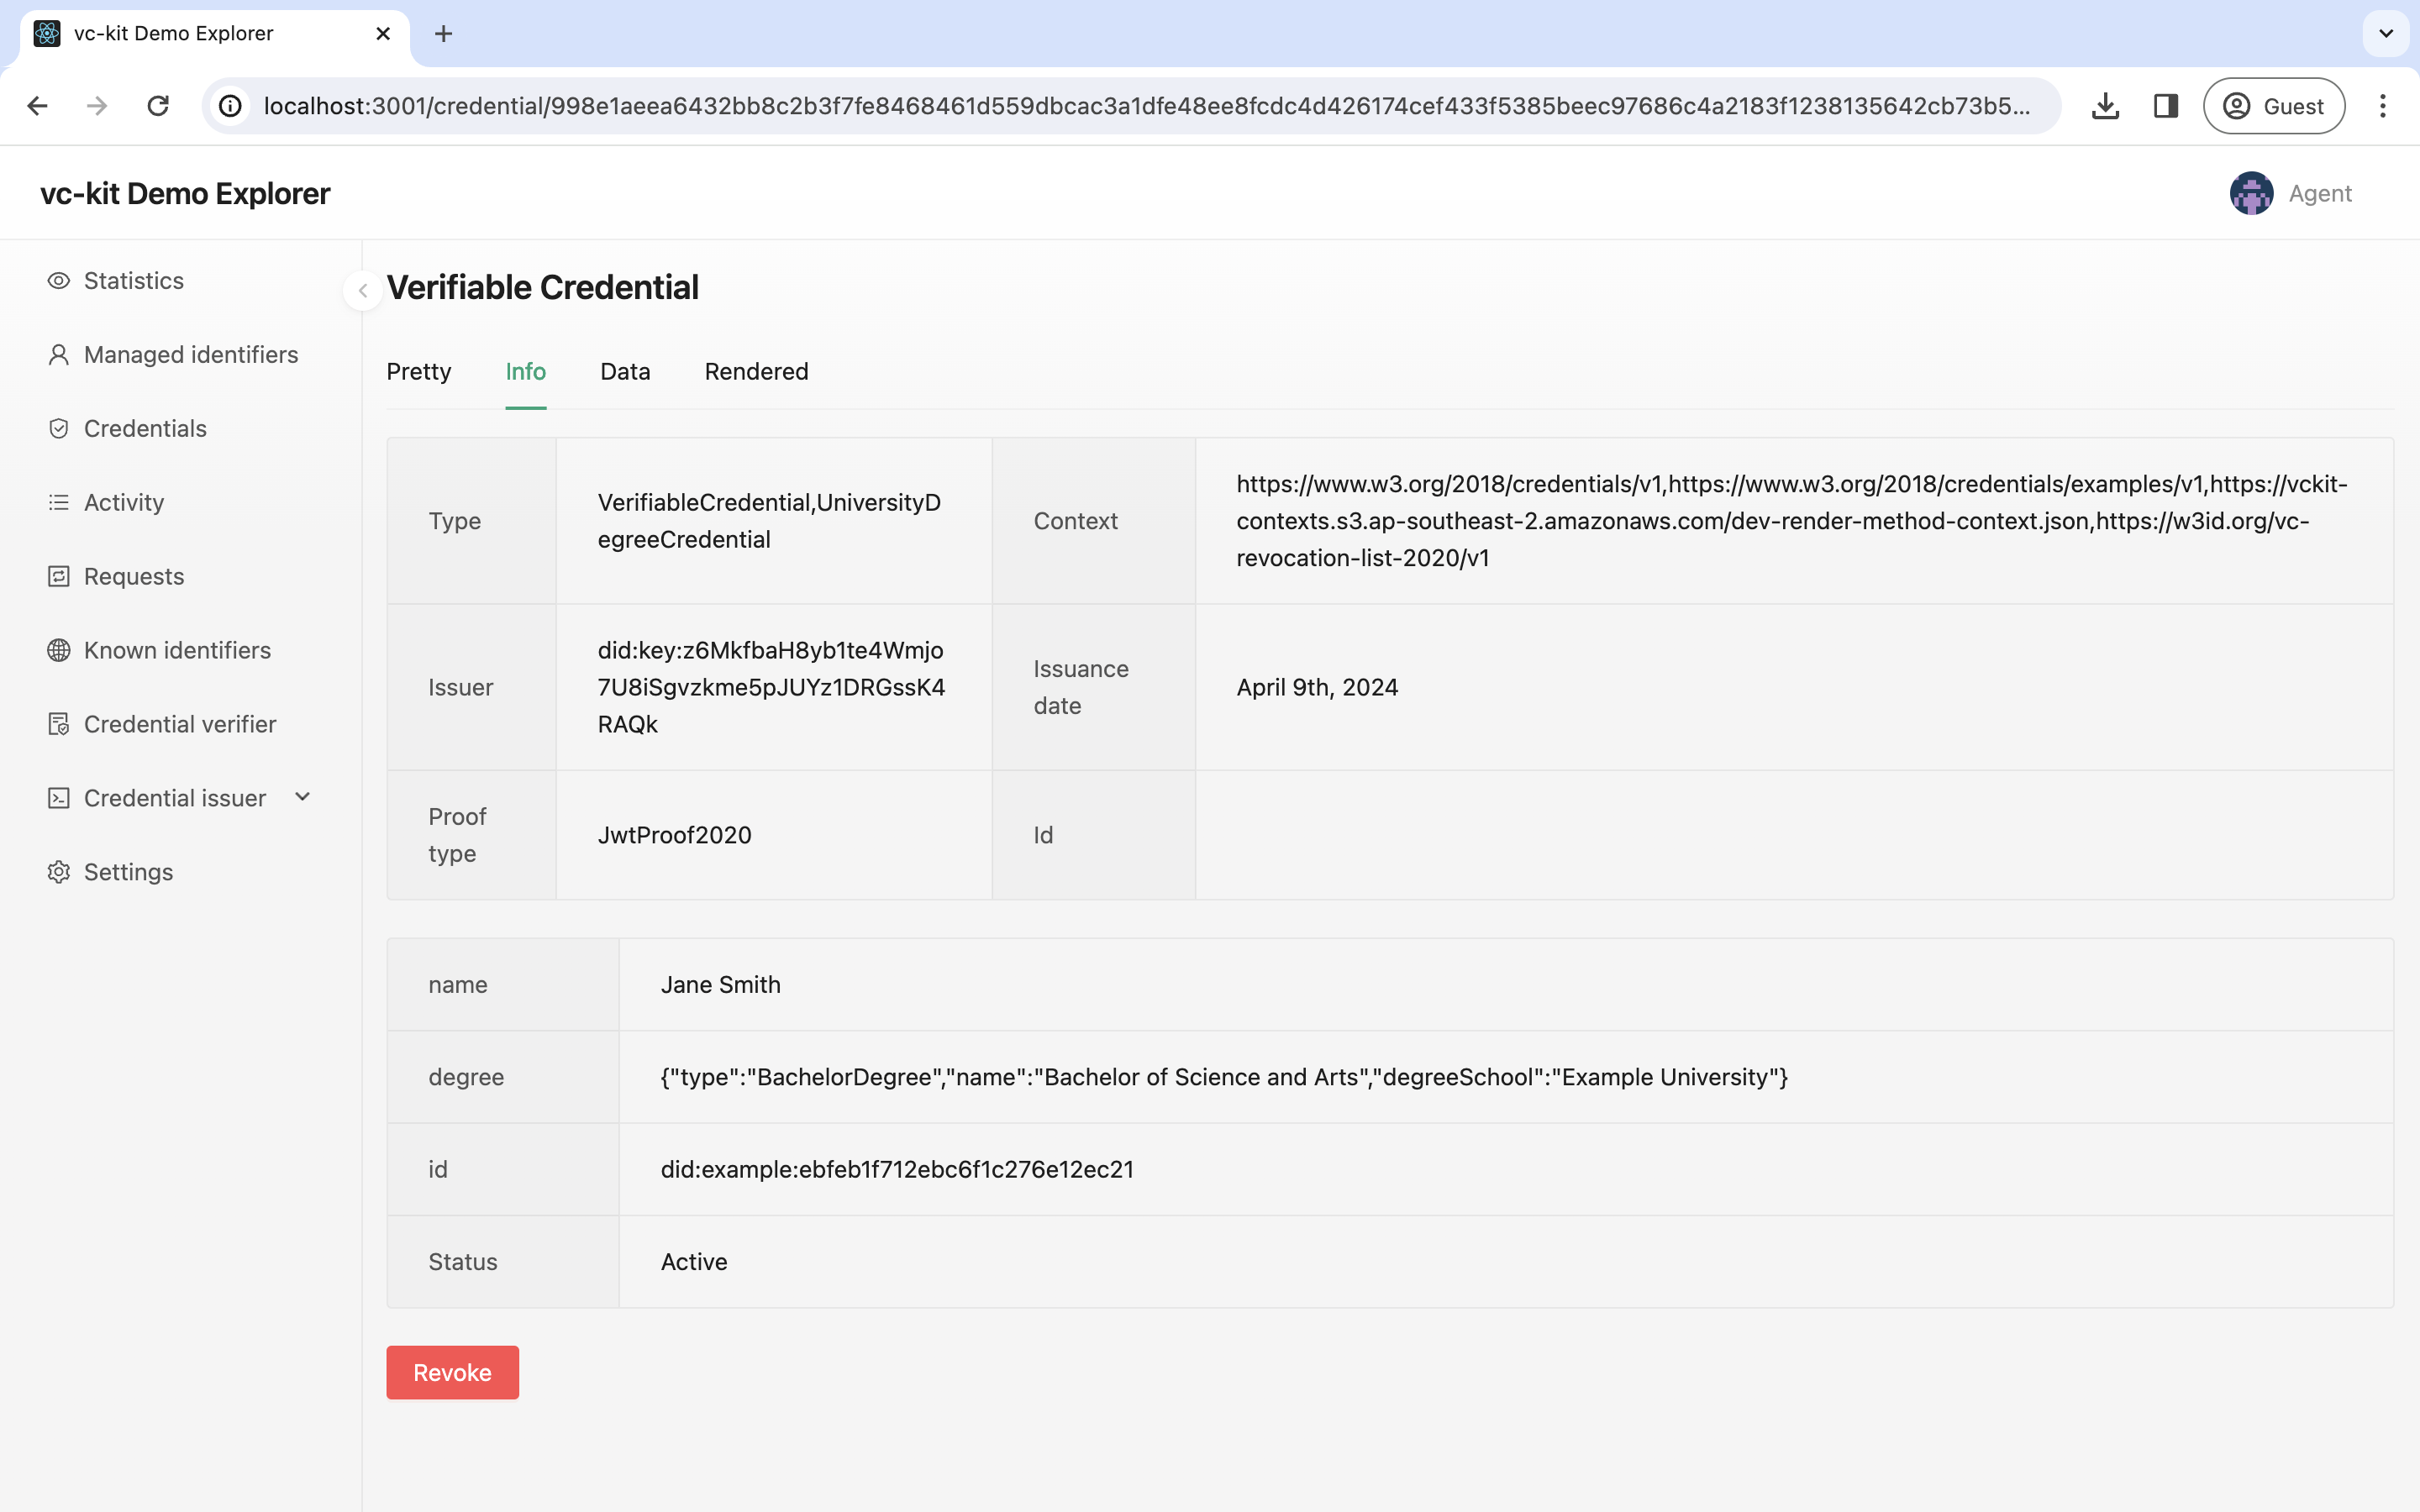 vc-kit Demo Explorer
localhost:3001/credential/998e1aeea6432bb8c2b3f7fe8468461d559dbcac3a1dfe48ee8fcdc4d426174cef433f5385beec97686c4a2183f1238135642cb73b5...
Guest
vc-kit Demo Explorer
Agent
Statistics
Managed identifiers
Credentials
Activity
Requests
Known identifiers
Credential verifier
Credential issuer
Settings
Verifiable Credential
Pretty Info Data Rendered
Type
VerifiableCredential,UniversityD
egreeCredential
Context
https://www.w3.org/2018/credentials/v1,https://www.w3.org/2018/credentials/examples/v1,https://vckit-
contexts.s3.ap-southeast-2.amazonaws.com/dev-render-method-context.json,https://w3id.org/vc-
revocation-list-2020/v1
Issuer
did:key:z6MkfbaH8yb1te4Wmjo
7U8iSgvzkme5pJUYz1DRGssK4
RAQk
Issuance
date
April 9th, 2024
Proof
type
JwtProof2020
Id
name
Jane Smith
degree
{"type":"BachelorDegree","name":"Bachelor of Science and Arts","degreeSchool":"Example University"}
id
did:example:ebfeb1f712ebc6f1c276e12ec21
Status
Active
Revoke